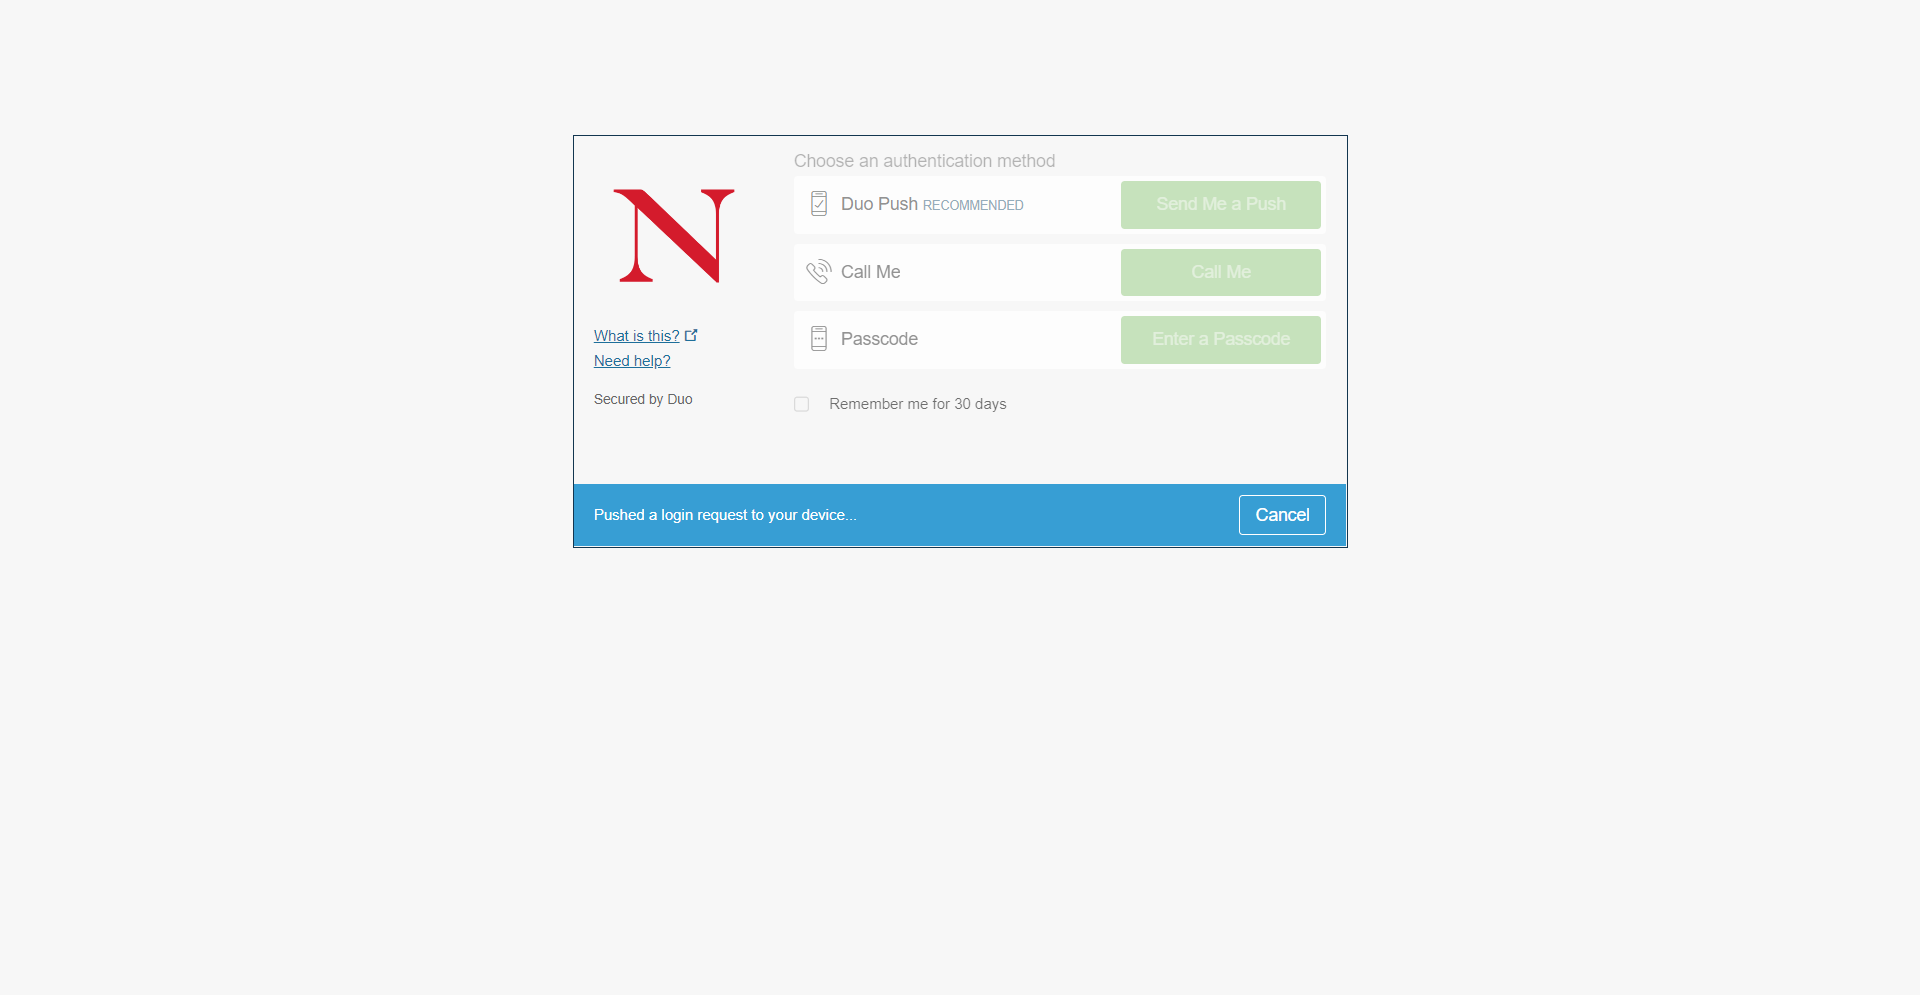 N
Choose an authentication method
Duo Push RECOMMENDED
Send Me a Push
Call Me
Call Me
Passcode
Enter a Passcode
Remember me for 30 days
What is this?
Need help?
Secured by Duo
Pushed a login request to your device...
Cancel